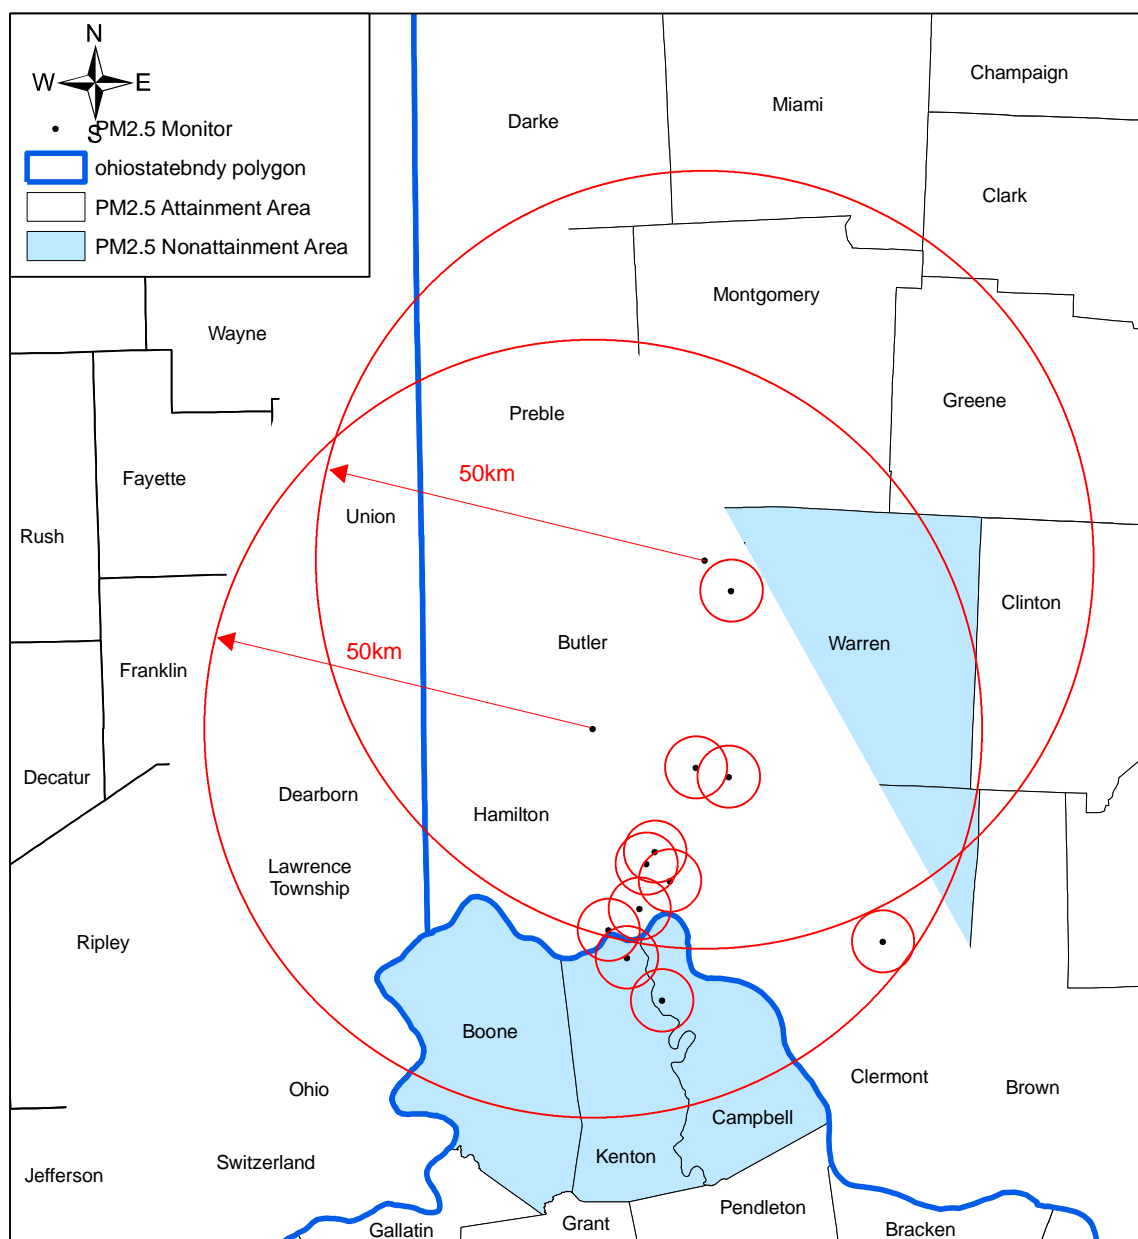 N
W
E
S
PM2.5 Monitor
ohiostatebndy polygon
PM2.5 Attainment Area
PM2.5 Nonattainment Area
Champaign
Miami
Darke
Clark
Montgomery
Wayne
Greene
Preble
50km
Fayette
Union
Rush
Clinton
Butler
Warren
50km
Franklin
Decatur
Dearborn
Hamilton
Lawrence
Township
Ripley
Boone
Clermont
Ohio
Brown
Campbell
Kenton
Switzerland
Jefferson
Pendleton
Grant
Gallatin
Bracken